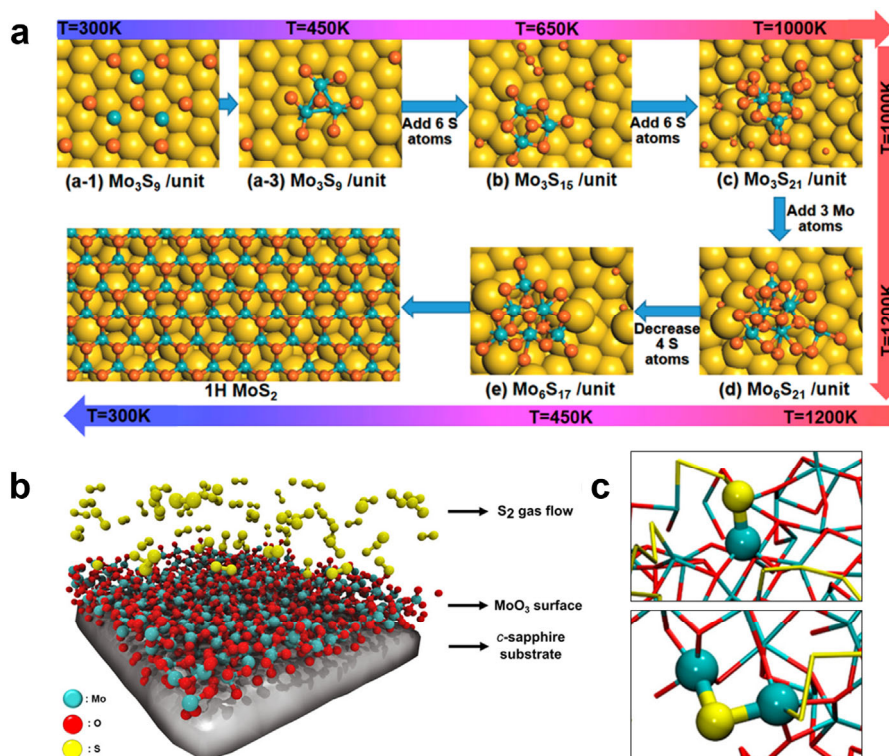 a
T=300K T=450K T=650K T=1000K
Add 6 S
atoms
Add 6 S
atoms
T=1000K
(a-1) Mo₃S₉ /unit (a-3) Mo₃S₉ /unit (b) Mo₃S₁₅ /unit (c) Mo₃S₂₁ /unit
Add 3 Mo
atoms
Decrease
4 S
atoms
T=1200K
1H MoS₂ (e) Mo₆S₁₇ /unit (d) Mo₆S₂₁ /unit
T=300K T=450K T=1200K
b
S₂ gas flow
MoO₃ surface
c-sapphire
substrate
: Mo
: O
: S
c